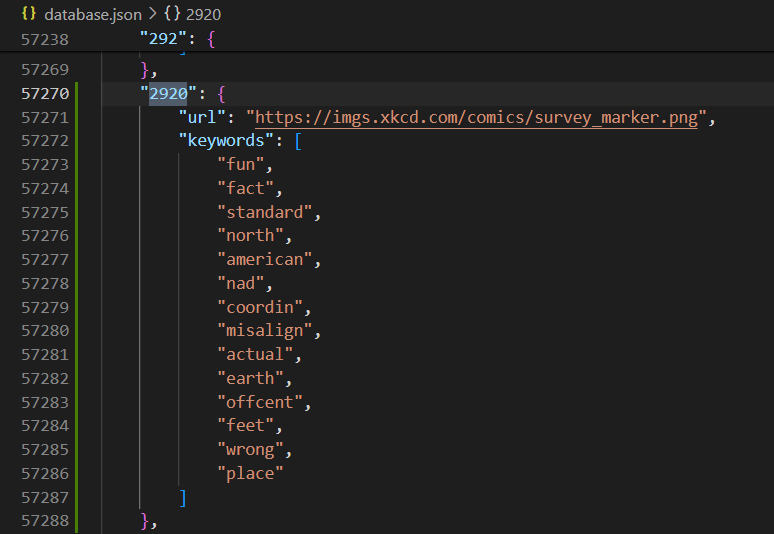 {} database.json > {} 2920
57238 "292": {
57269 },
57270 "2920": {
57271 "url": "https://imgs.xkcd.com/comics/survey_marker.png",
57272 "keywords": [
57273 "fun",
57274 "fact",
57275 "standard",
57276 "north",
57277 "american",
57278 "nad",
57279 "coordin",
57280 "misalign",
57281 "actual",
57282 "earth",
57283 "offcent",
57284 "feet",
57285 "wrong",
57286 "place"
57287 ]
57288 },